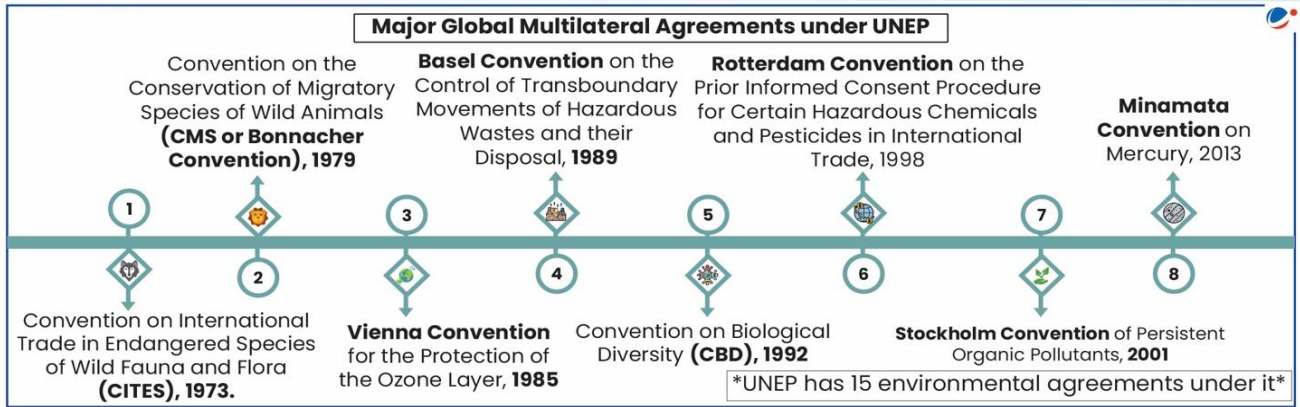 Major Global Multilateral Agreements under UNEP
1
Convention on International
Trade in Endangered Species
of Wild Fauna and Flora
(CITES), 1973.
Convention on the
Conservation of Migratory
Species of Wild Animals
(CMS or Bonnacher
Convention), 1979
2
3
Vienna Convention
for the Protection of
the Ozone Layer, 1985
Basel Convention on the
Control of Transboundary
Movements of Hazardous
Wastes and their
Disposal, 1989
4
5
Convention on Biological
Diversity (CBD), 1992
Rotterdam Convention on the
Prior Informed Consent Procedure
for Certain Hazardous Chemicals
and Pesticides in International
Trade, 1998
6
7
Stockholm Convention of Persistent
Organic Pollutants, 2001
Minamata
Convention on
Mercury, 2013
8
*UNEP has 15 environmental agreements under it*